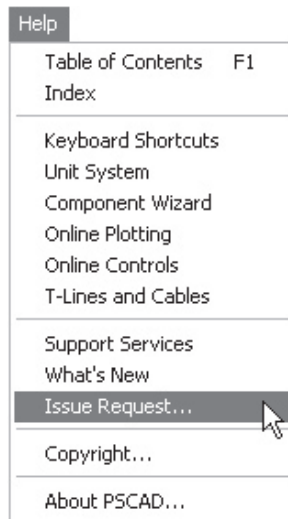 Help
Table of Contents F1
Index
Keyboard Shortcuts
Unit System
Component Wizard
Online Plotting
Online Controls
T-Lines and Cables
Support Services
What's New
Issue Request...
Copyright...
About PSCAD...